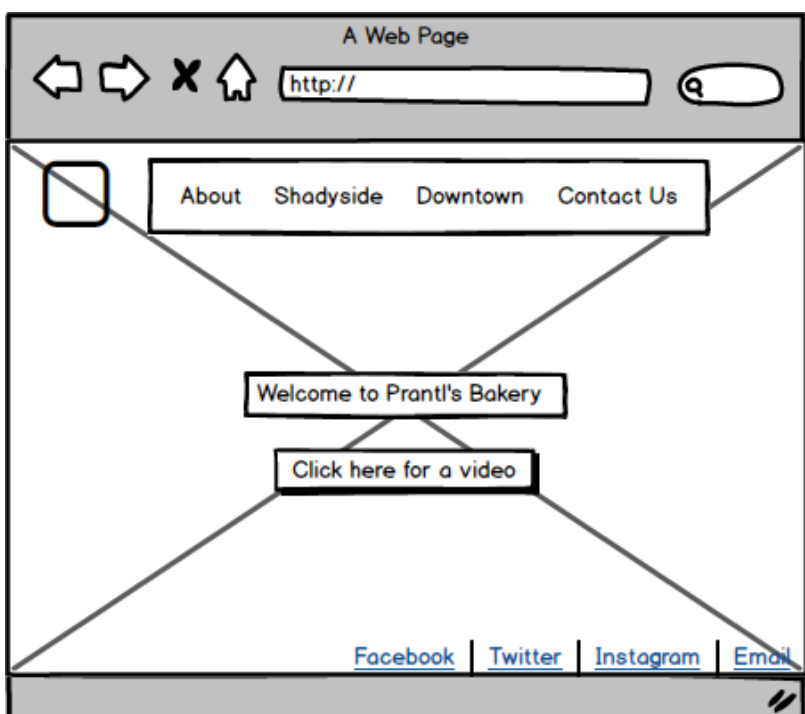 A Web Page
http://
About Shadyside Downtown Contact Us
Welcome to Prantl's Bakery
Click here for a video
Facebook Twitter Instagram Email